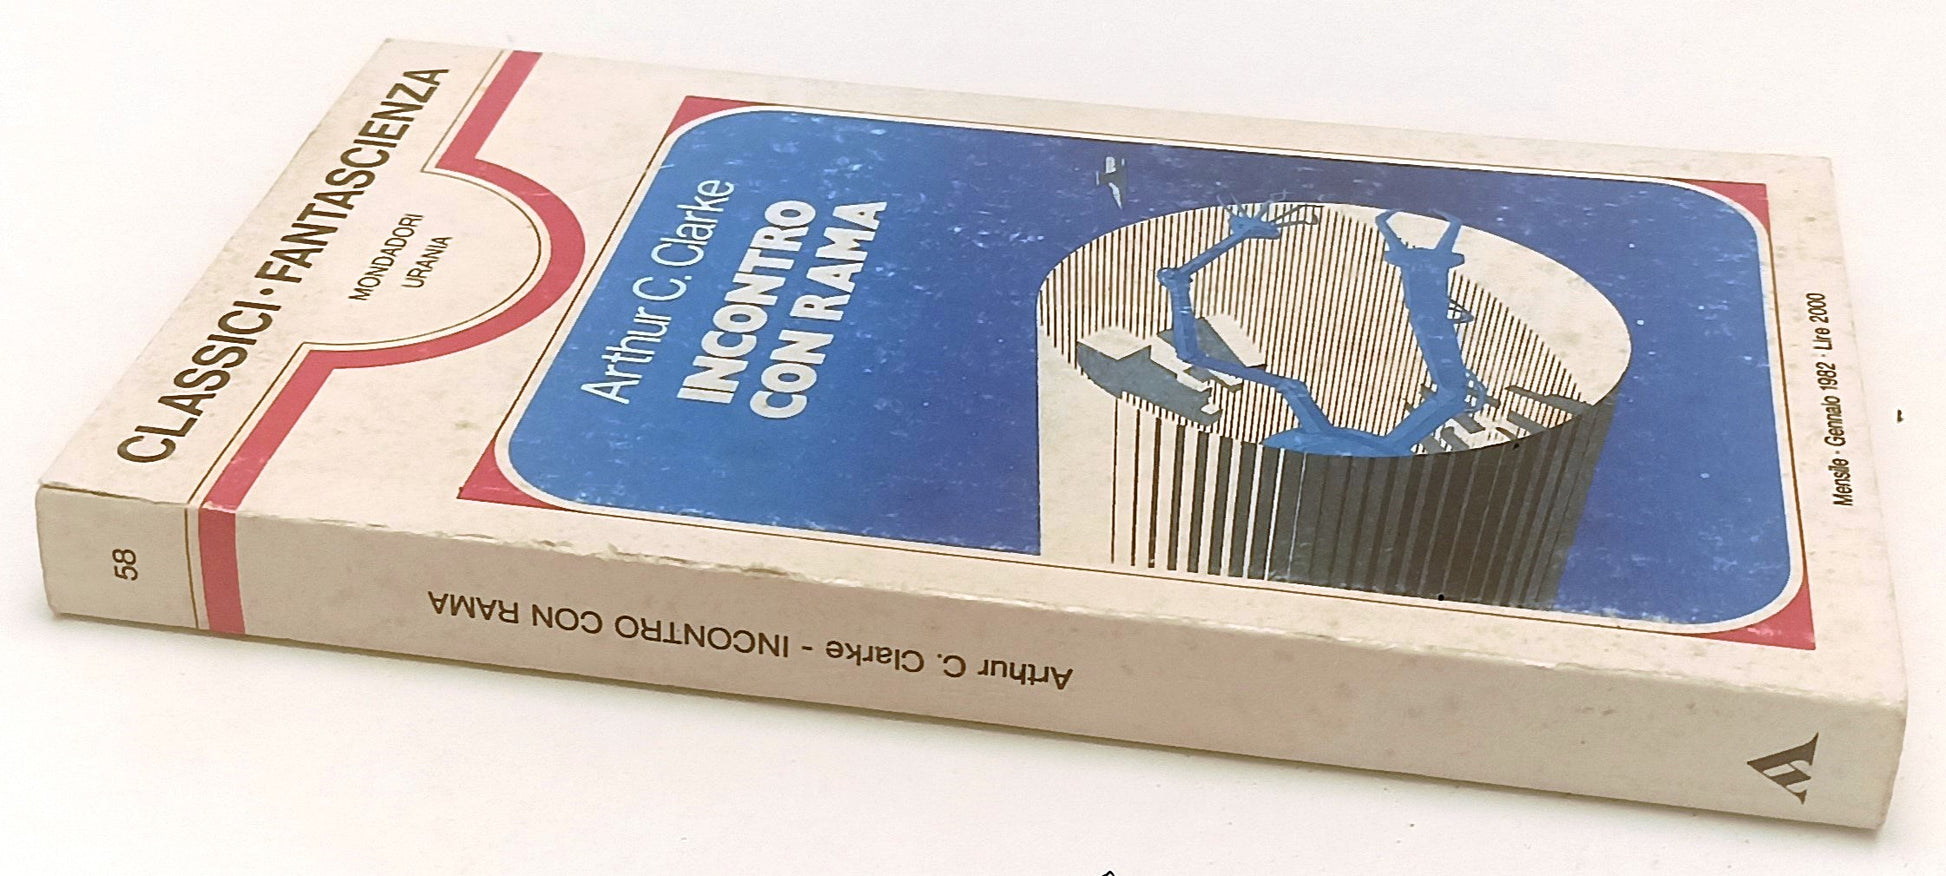 CLASSICI • FANTASCIENZA
MONDADORI
URANIA
Arthur C. Clarke
INCONTRO
CON RAMA
Mensile · Gennaio 1982 · Lire 2000
58
Arthur C. Clarke - INCONTRO CON RAMA